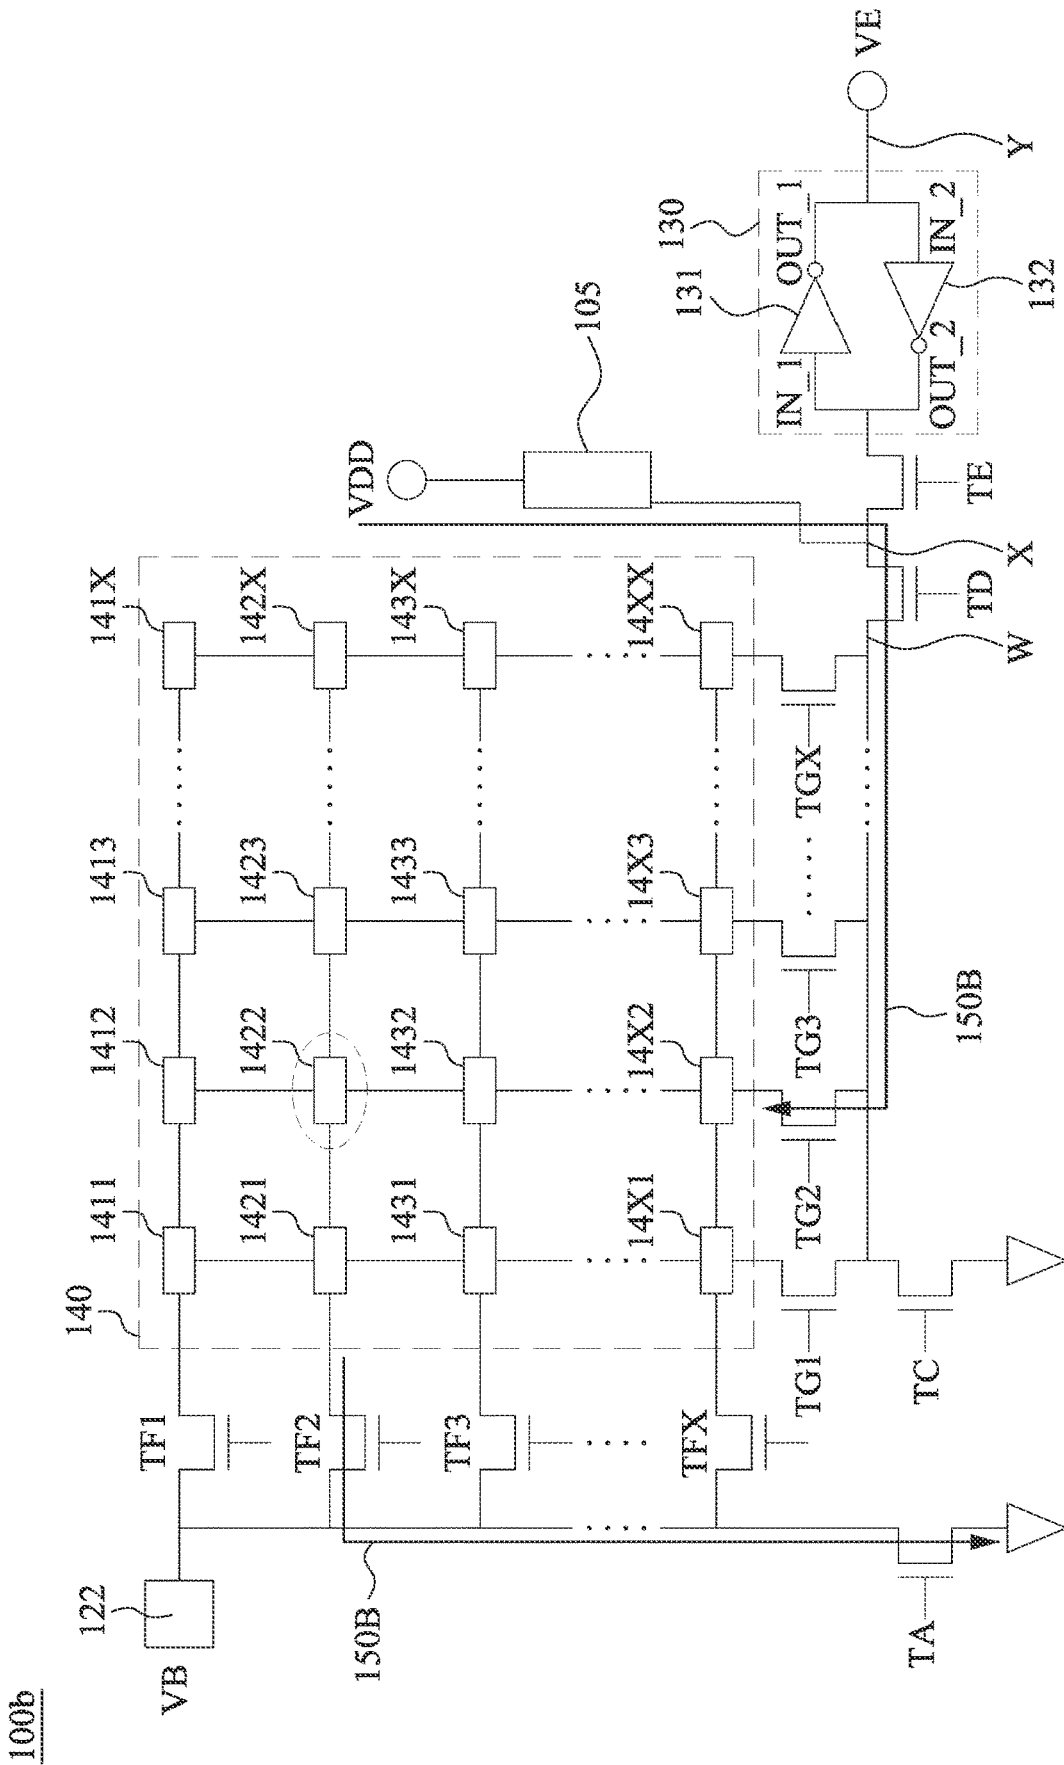 100b
122
VB
140
1411
1412
1413
141X
TF1
1421
1422
1423
142X
VDD
TF2
1431
1432
1433
143X
105
TF3
14X1
14X2
14X3
14XX
TFX
150B
TG1
TG2
TG3
TGX
130
131
IN_1
OUT_1
VE
TA
TC
150B
W
TD
X
TE
OUT_2
IN_2
132
Y